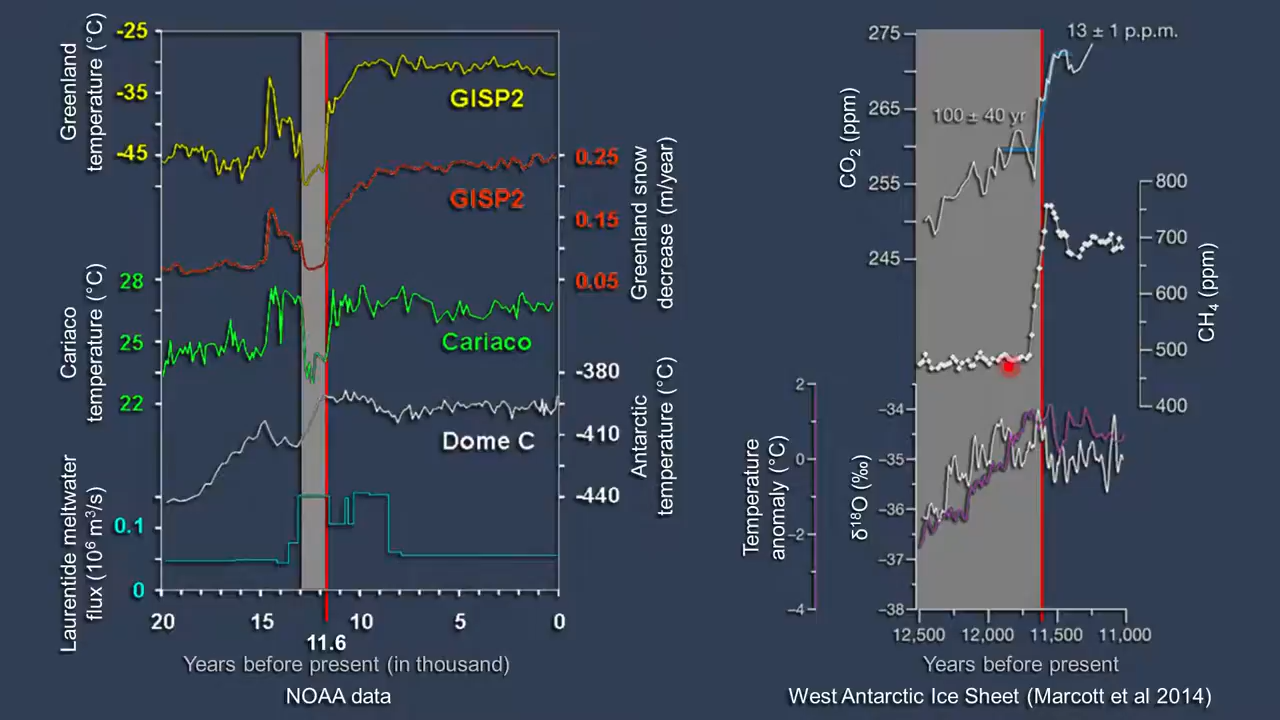 Greenland
temperature (°C)
-25
-35
-45
GISP2
GISP2
0.25
0.15
0.05
Greenland snow
decrease (m/year)
Cariaco
temperature (°C)
28
25
22
Cariaco
Dome C
-380
-410
-440
Antarctic
temperature (°C)
Laurentide meltwater
flux (10⁶ m³/s)
0.1
0
20 15 10 5 0
11.6
Years before present (in thousand)
NOAA data
CO₂ (ppm)
275
265
255
245
13 ± 1 p.p.m.
100 ± 40 yr
800
700
600
500
400
CH₄ (ppm)
Temperature
anomaly (°C)
2
0
–2
–4
δ¹⁸O (‰)
–34
–35
–36
–37
–38
12,500 12,000 11,500 11,000
Years before present
West Antarctic Ice Sheet (Marcott et al 2014)